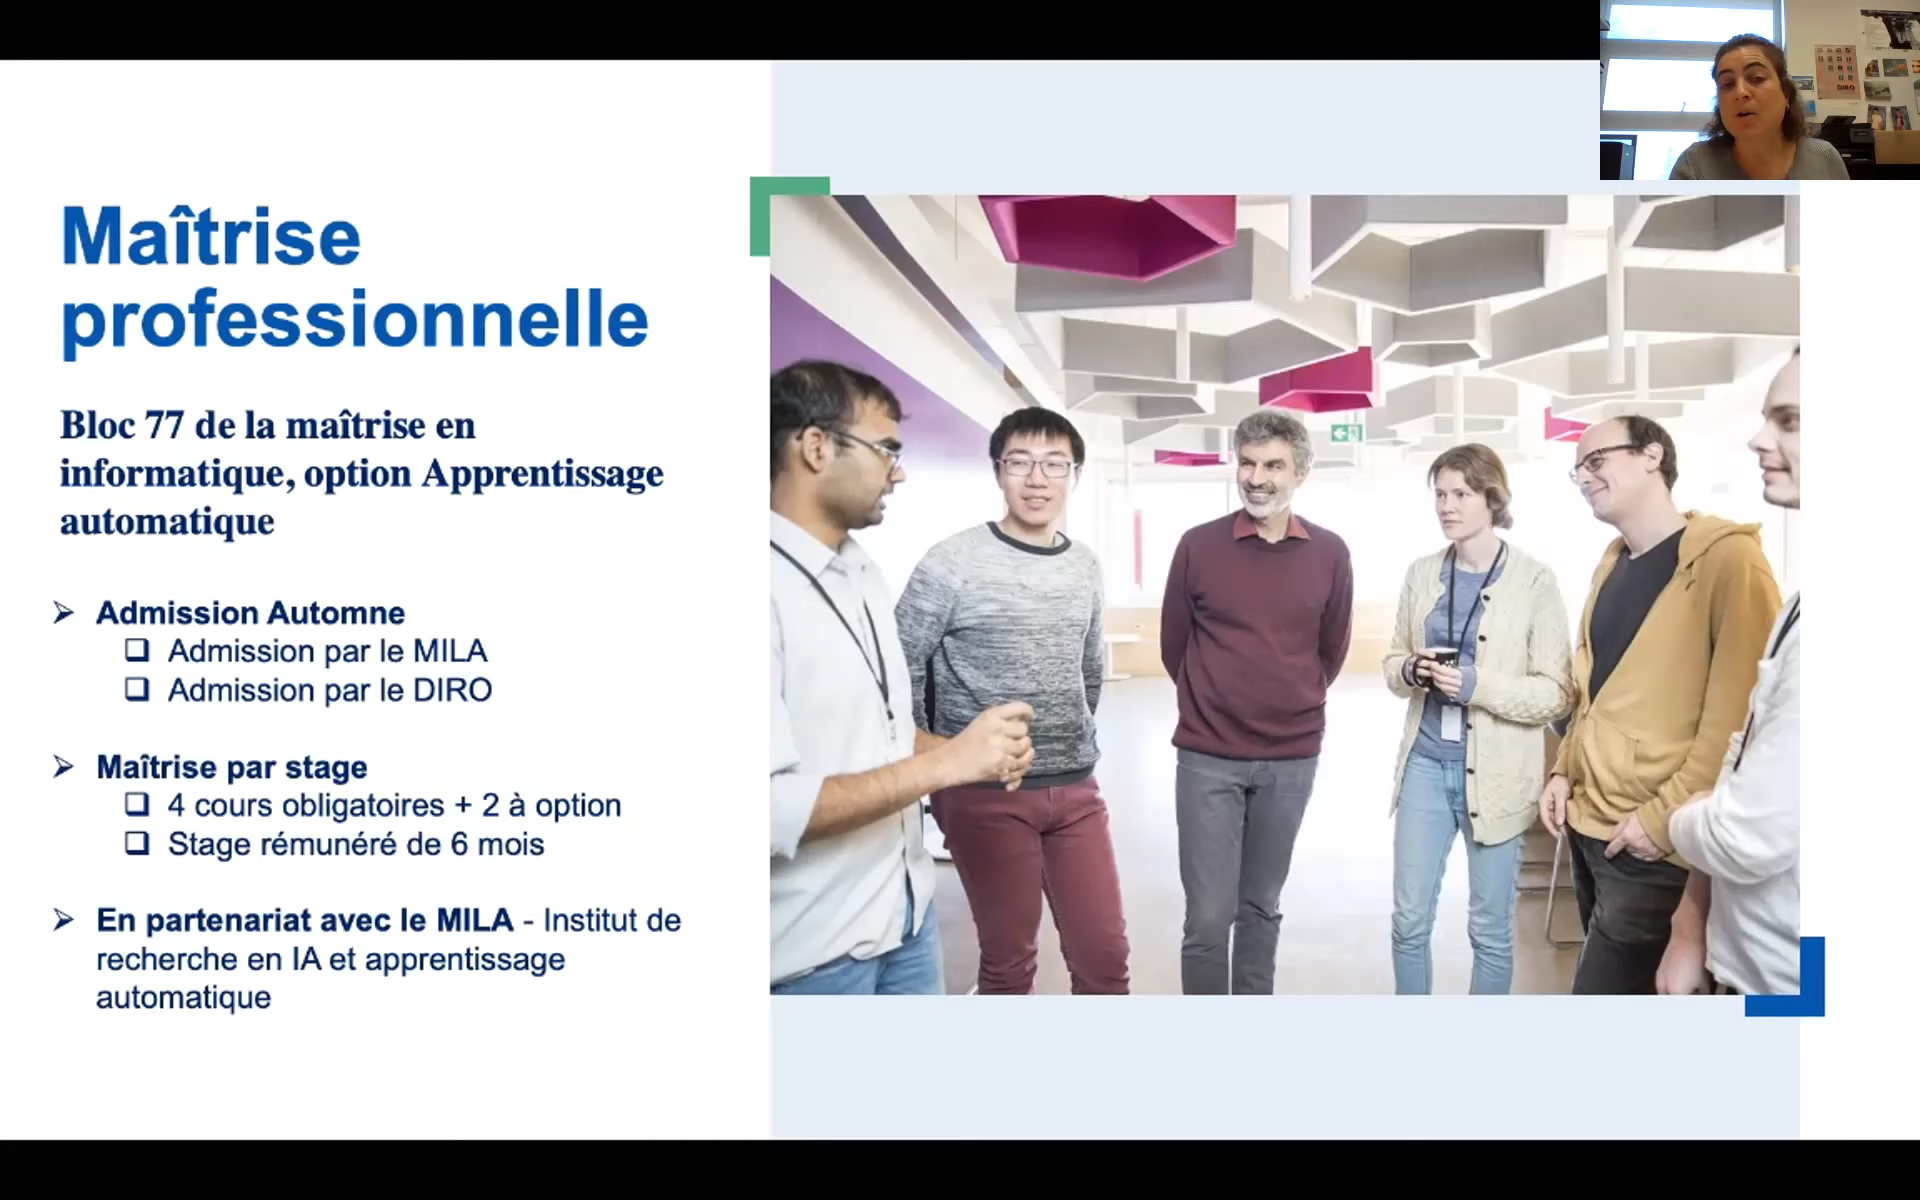 Maîtrise
professionnelle
Bloc 77 de la maîtrise en
informatique, option Apprentissage
automatique
Admission Automne
Admission par le MILA
Admission par le DIRO
Maîtrise par stage
4 cours obligatoires + 2 à option
Stage rémunéré de 6 mois
En partenariat avec le MILA - Institut de
recherche en IA et apprentissage
automatique
DIRO